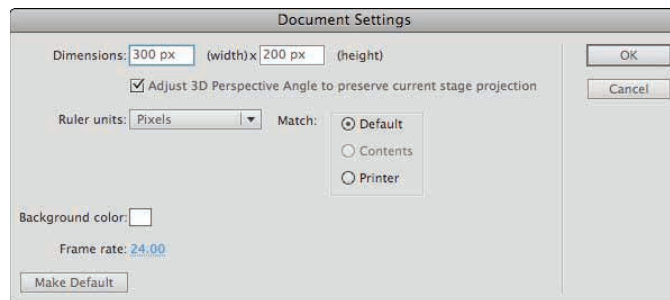 Document Settings
Dimensions: 300 px (width) x 200 px (height)
OK
Adjust 3D Perspective Angle to preserve current stage projection
Cancel
Ruler units: Pixels Match: Default
Contents
Printer
Background color:
Frame rate: 24.00
Make Default